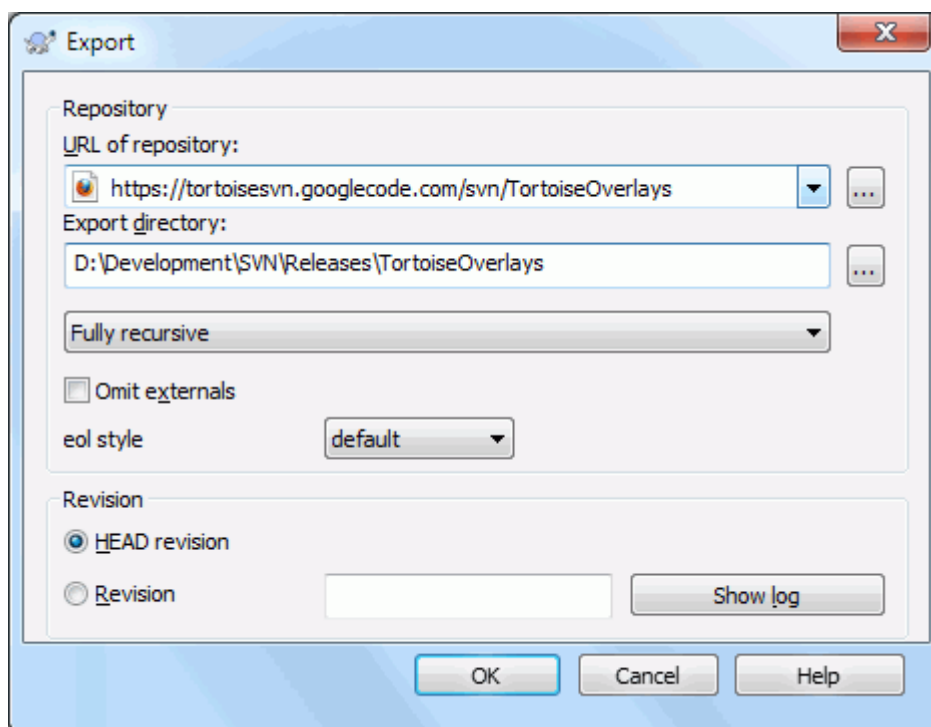 Export
Repository
URL of repository:
https://tortoisesvn.googlecode.com/svn/TortoiseOverlays
...
Export directory:
D:\Development\SVN\Releases\TortoiseOverlays
...
Fully recursive
Omit externals
eol style default
Revision
HEAD revision
Revision Show log
OK Cancel Help